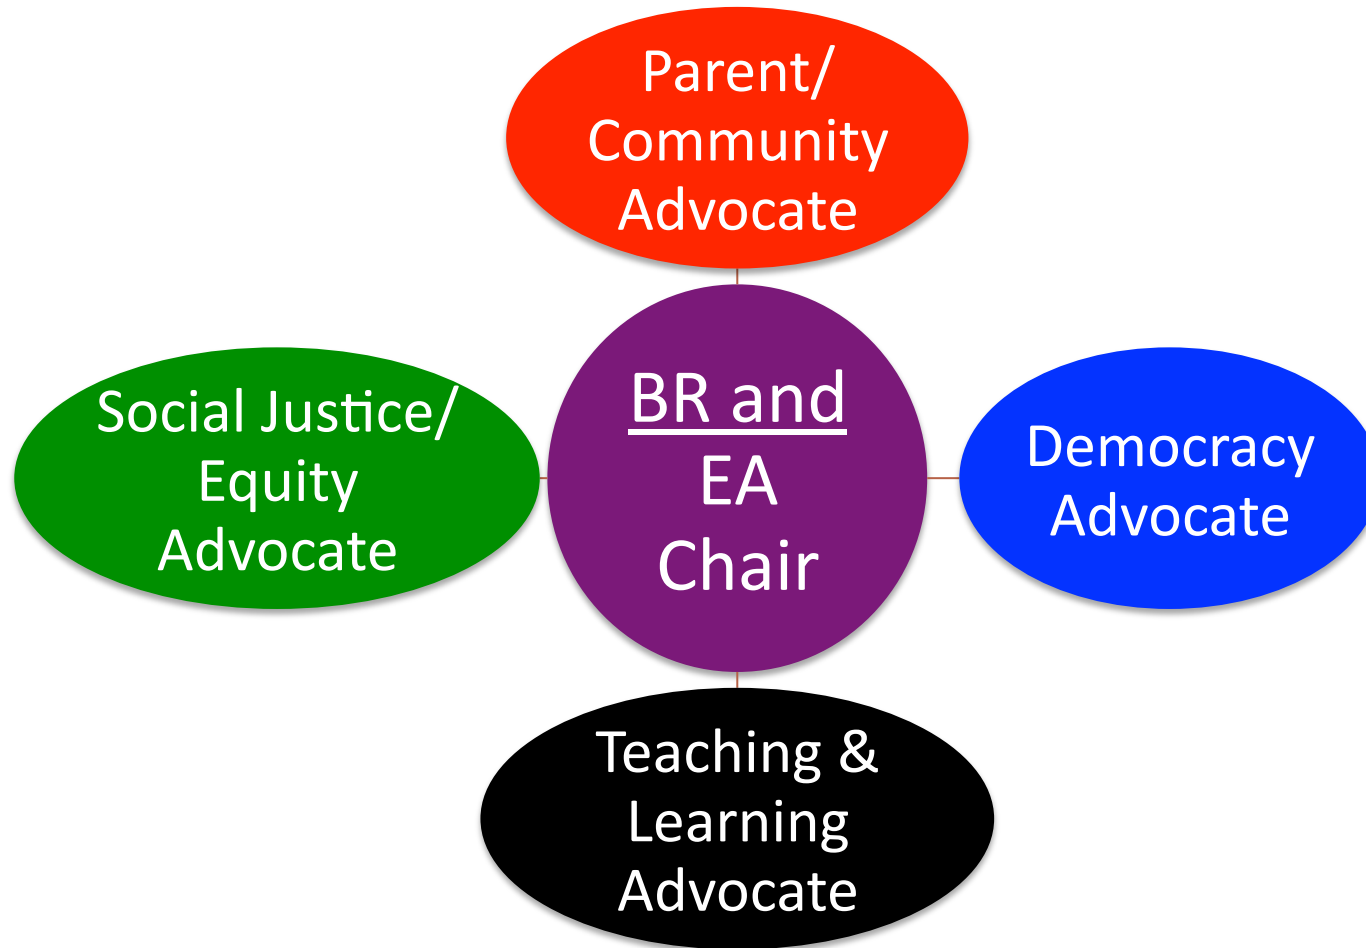 Parent/
Community
Advocate
Social Justice/
Equity
Advocate
BR and
EA
Chair
Democracy
Advocate
Teaching &
Learning
Advocate